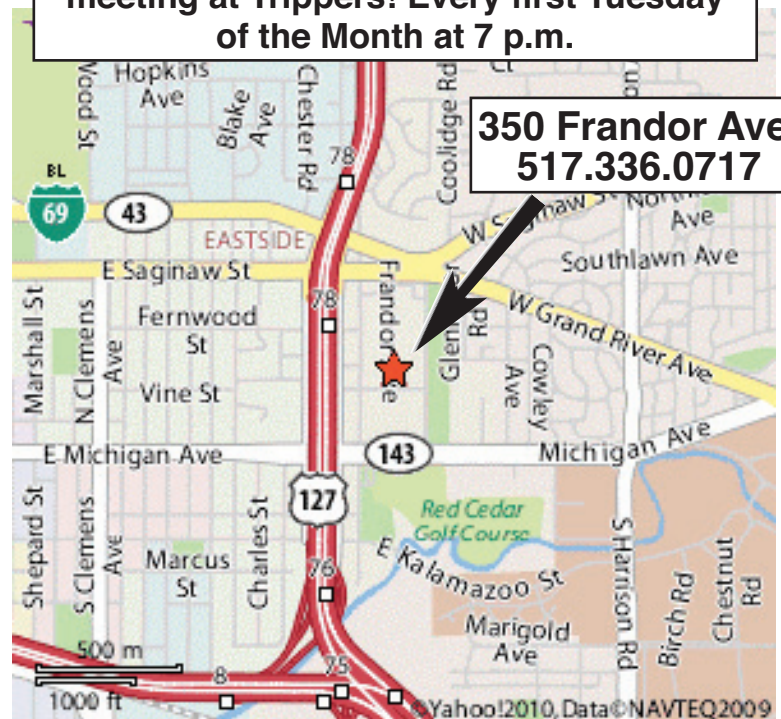 meeting at Trippers! Every first Tuesday
of the Month at 7 p.m.
Hopkins
Ave
Wood St
Blake
Ave
Chester Rd
Coolidge Rd
Ct
350 Frandor Ave
517.336.0717
78
BL
69
43
EASTSIDE
W Saginaw St
Ave
Southlawn Ave
E Saginaw St
Marshall St
N Clemens
Ave
Fernwood
St
78
Frandor
Rd
W Grand River Ave
Cowley
Ave
Vine St
E Michigan Ave
143
Michigan Ave
127
Shepard St
S Clemens
Ave
Marcus
St
Charles St
Red Cedar
Golf Course
E Kalamazoo St
76
Marigold
Ave
S Harrison Rd
Birch Rd
Chestnut
Rd
500 m
1000 ft
8
75
©Yahoo!2010,Data©NAVTEQ2009